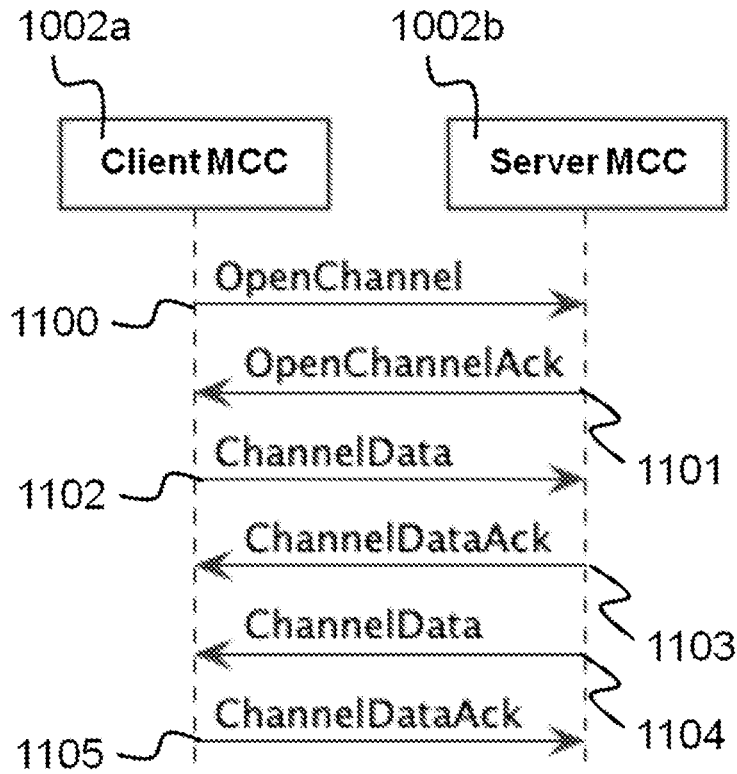 1002a
1002b
Client MCC
Server MCC
OpenChannel
1100
OpenChannelAck
1101
ChannelData
1102
ChannelDataAck
1103
ChannelData
1104
ChannelDataAck
1105